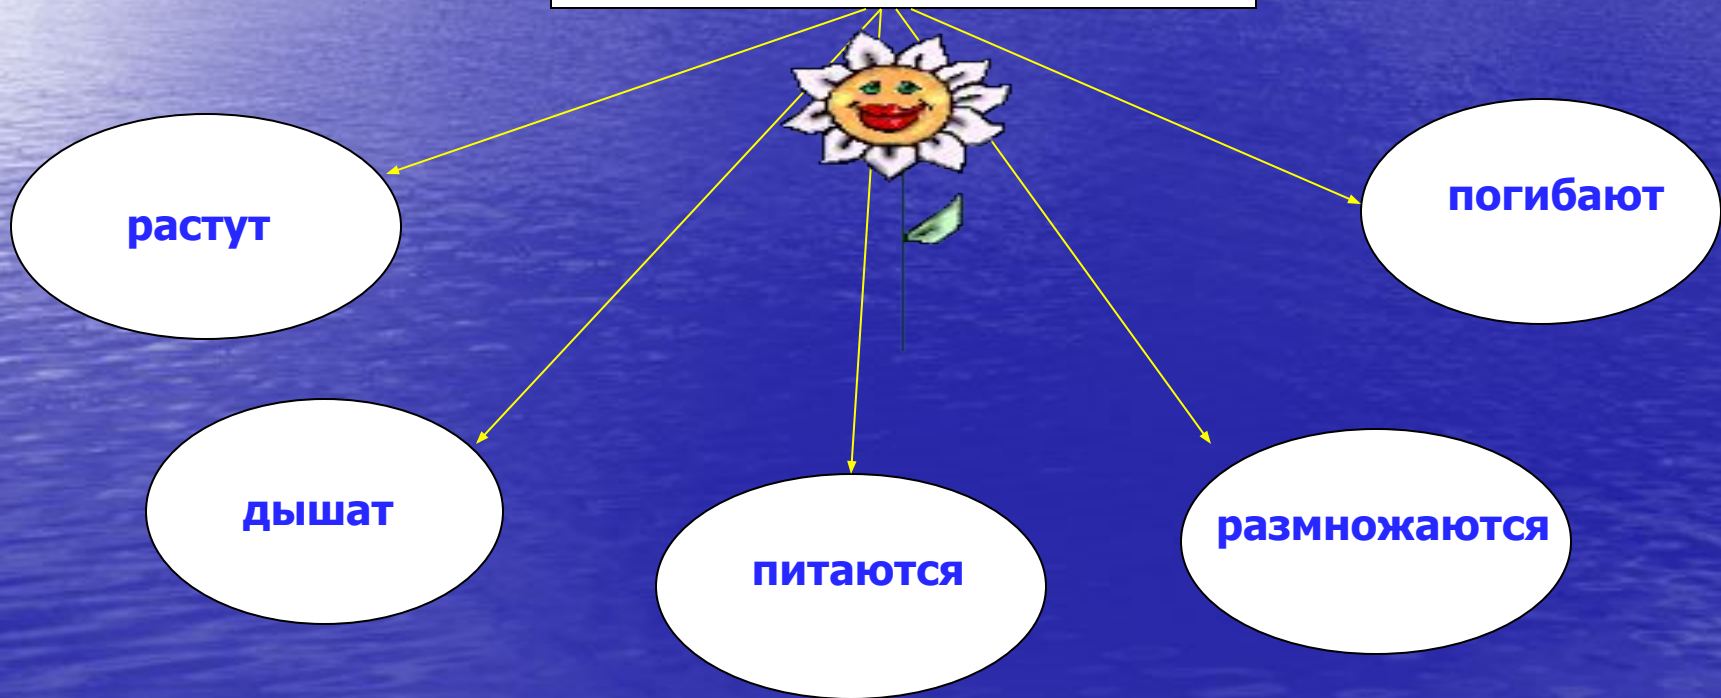 растут
погибают
дышат
питаются
размножаются